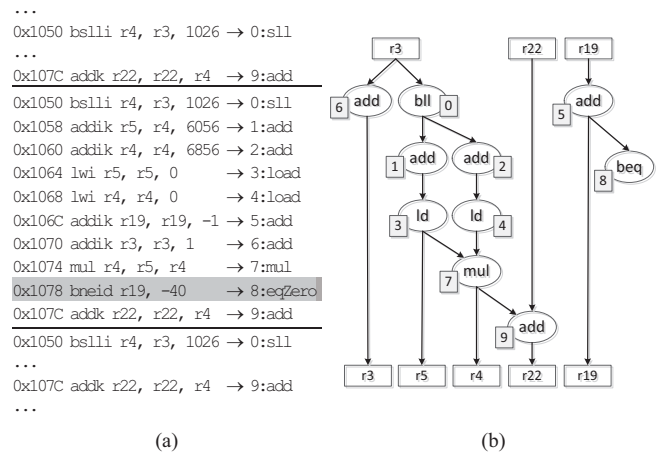 ...
0x1050 bslli r4, r3, 1026 → 0:sll
...
0x107C addk r22, r22, r4 → 9:add
0x1050 bslli r4, r3, 1026 → 0:sll
0x1058 addik r5, r4, 6056 → 1:add
0x1060 addik r4, r4, 6856 → 2:add
0x1064 lwi r5, r5, 0 → 3:load
0x1068 lwi r4, r4, 0 → 4:load
0x106C addik r19, r19, -1 → 5:add
0x1070 addik r3, r3, 1 → 6:add
0x1074 mul r4, r5, r4 → 7:mul
0x1078 bneid r19, -40 → 8:eqZero
0x107C addk r22, r22, r4 → 9:add
0x1050 bslli r4, r3, 1026 → 0:sll
...
0x107C addk r22, r22, r4 → 9:add
...
(a)
r3 r22 r19
6 add bll 0 5 add
1 add add 2 8 beq
3 ld ld 4
7 mul
9 add
r3 r5 r4 r22 r19
(b)